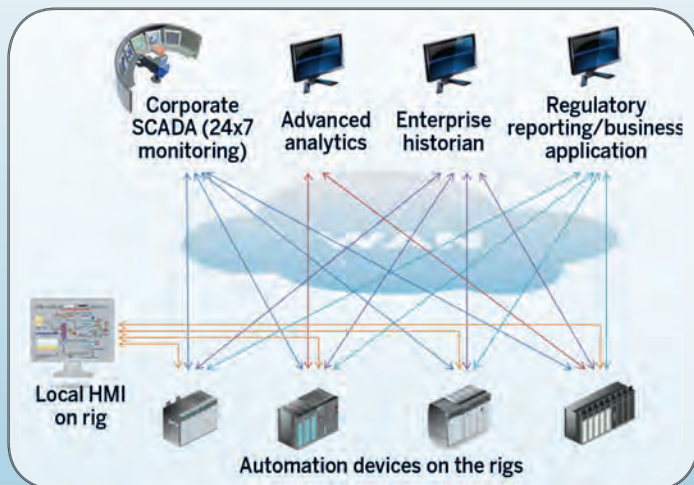 Corporate
SCADA (24x7
monitoring)
Advanced
analytics
Enterprise
historian
Regulatory
reporting/business
application
WAN
Local HMI
on rig
Automation devices on the rigs